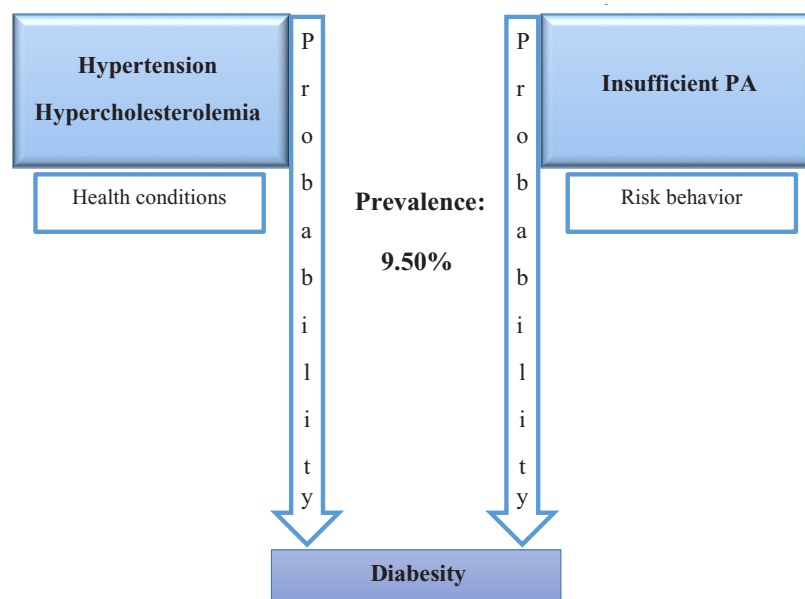 Hypertension
Hypercholesterolemia
Health conditions
Probability
Prevalence:
9.50%
Probability
Insufficient PA
Risk behavior
Diabesity